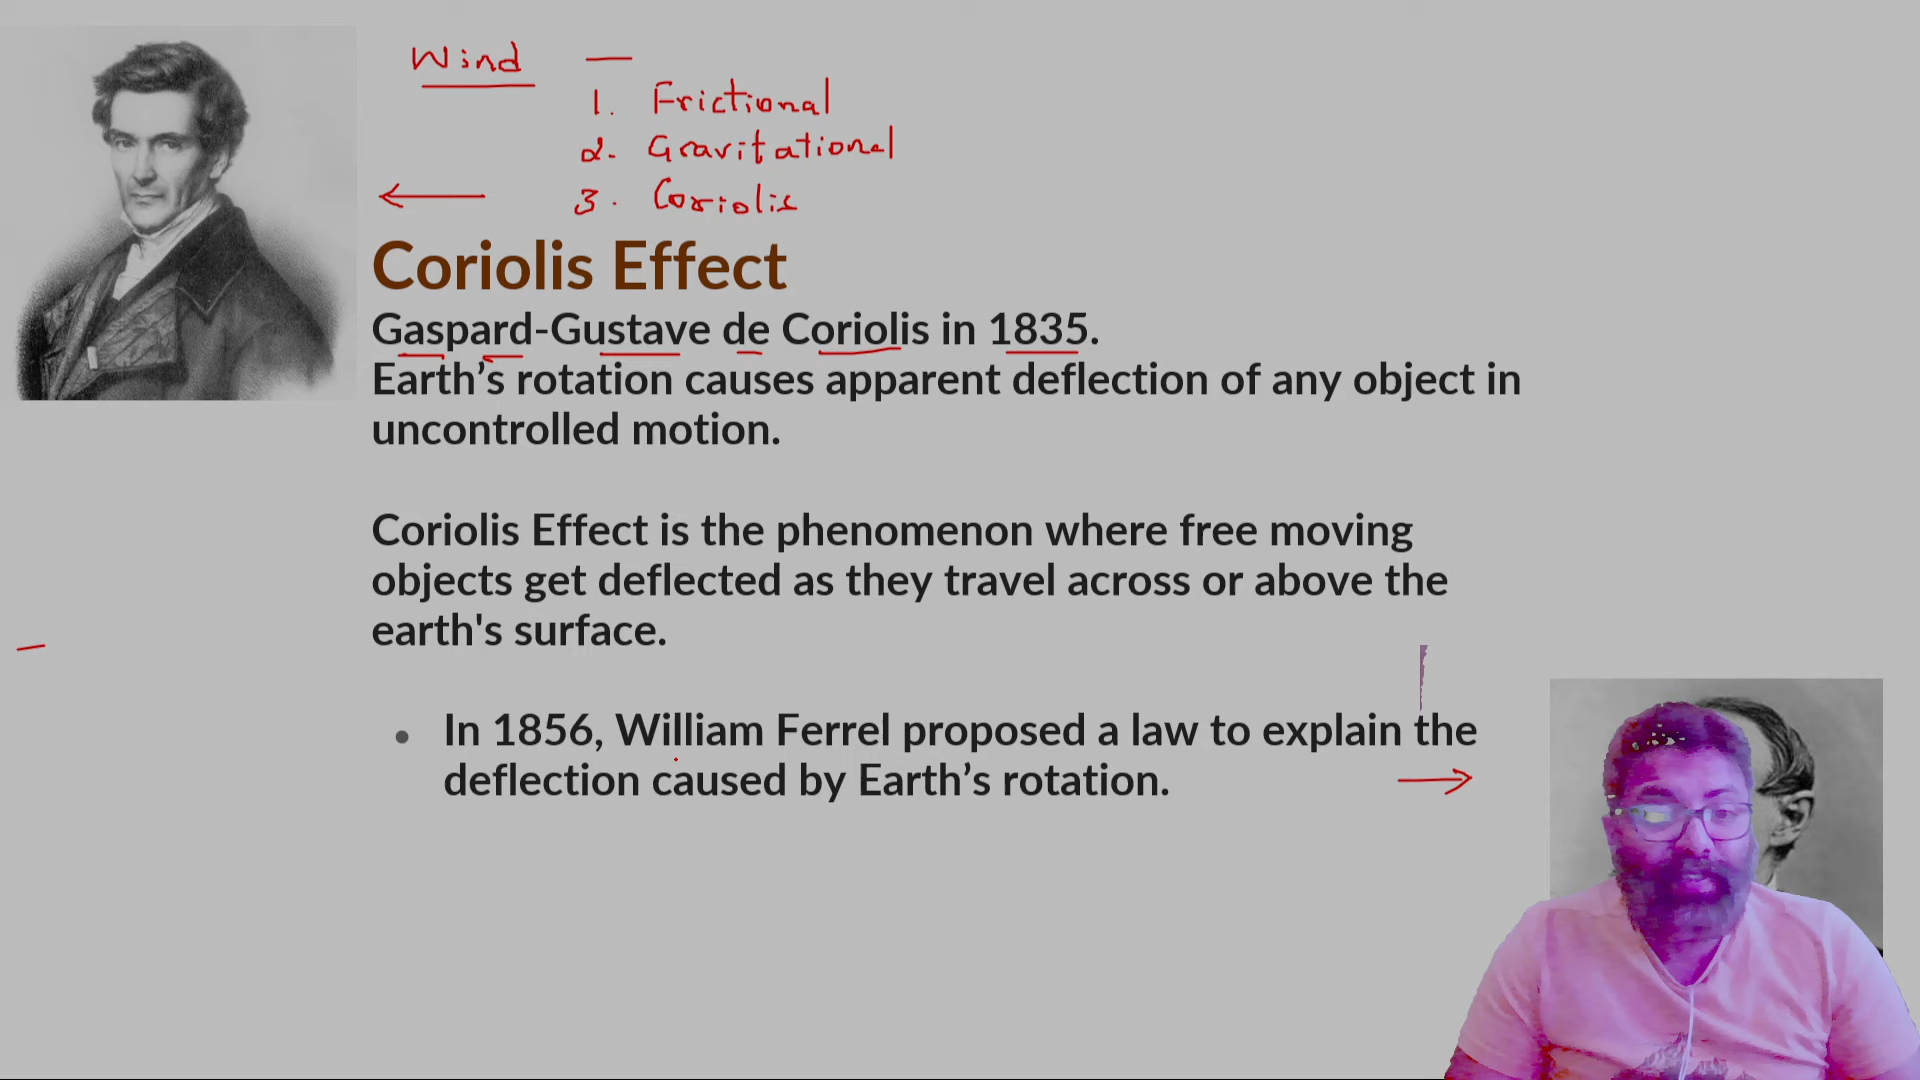 Wind —
1. Frictional
2. Gravitational
3. Coriolis
Coriolis Effect
Gaspard-Gustave de Coriolis in 1835.
Earth’s rotation causes apparent deflection of any object in
uncontrolled motion.
Coriolis Effect is the phenomenon where free moving
objects get deflected as they travel across or above the
earth's surface.
• In 1856, William Ferrel proposed a law to explain the
deflection caused by Earth’s rotation.